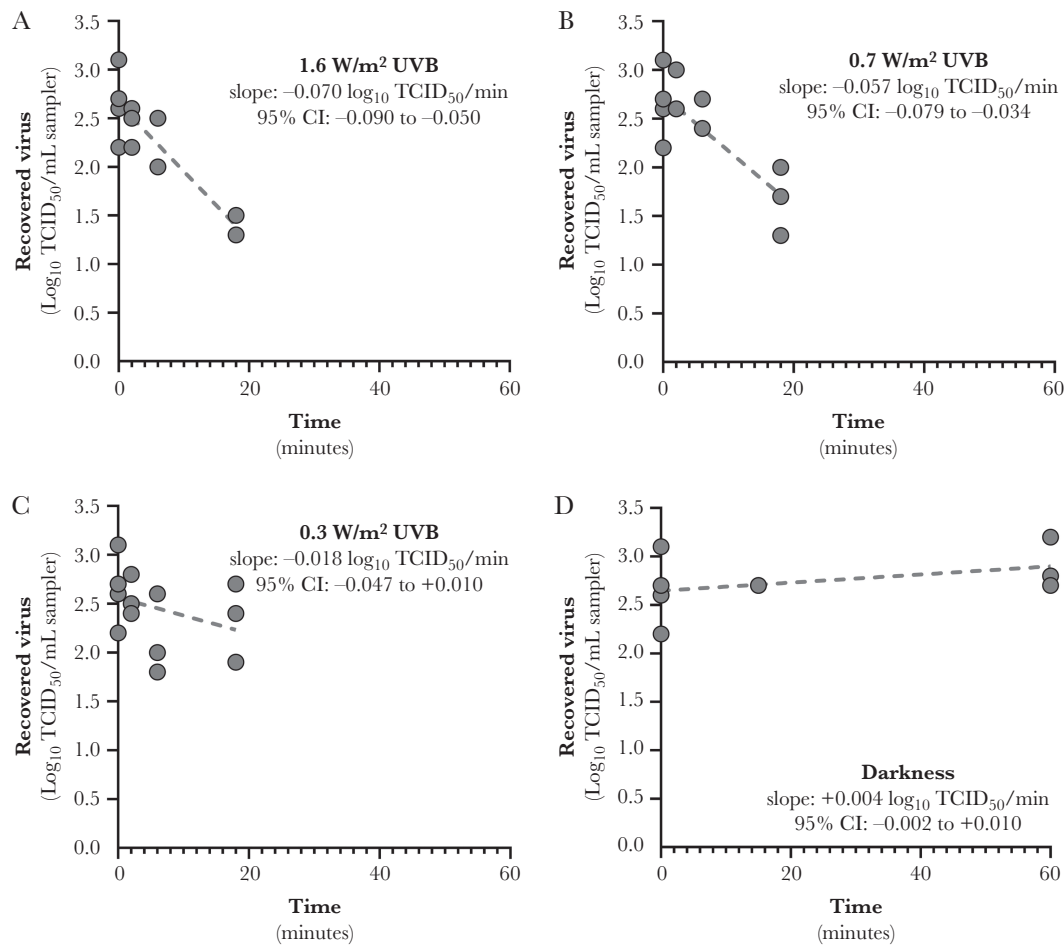 A
3.5
3.0
2.5
2.0
1.5
1.0
0.5
0.0
Recovered virus
(Log₁₀ TCID₅₀/mL sampler)
1.6 W/m² UVB
slope: –0.070 log₁₀ TCID₅₀/min
95% CI: –0.090 to –0.050
0 20 40 60
Time
(minutes)
B
3.5
3.0
2.5
2.0
1.5
1.0
0.5
0.0
Recovered virus
(Log₁₀ TCID₅₀/mL sampler)
0.7 W/m² UVB
slope: –0.057 log₁₀ TCID₅₀/min
95% CI: –0.079 to –0.034
0 20 40 60
Time
(minutes)
C
3.5
3.0
2.5
2.0
1.5
1.0
0.5
0.0
Recovered virus
(Log₁₀ TCID₅₀/mL sampler)
0.3 W/m² UVB
slope: –0.018 log₁₀ TCID₅₀/min
95% CI: –0.047 to +0.010
0 20 40 60
Time
(minutes)
D
3.5
3.0
2.5
2.0
1.5
1.0
0.5
0.0
Recovered virus
(Log₁₀ TCID₅₀/mL sampler)
Darkness
slope: +0.004 log₁₀ TCID₅₀/min
95% CI: –0.002 to +0.010
0 20 40 60
Time
(minutes)